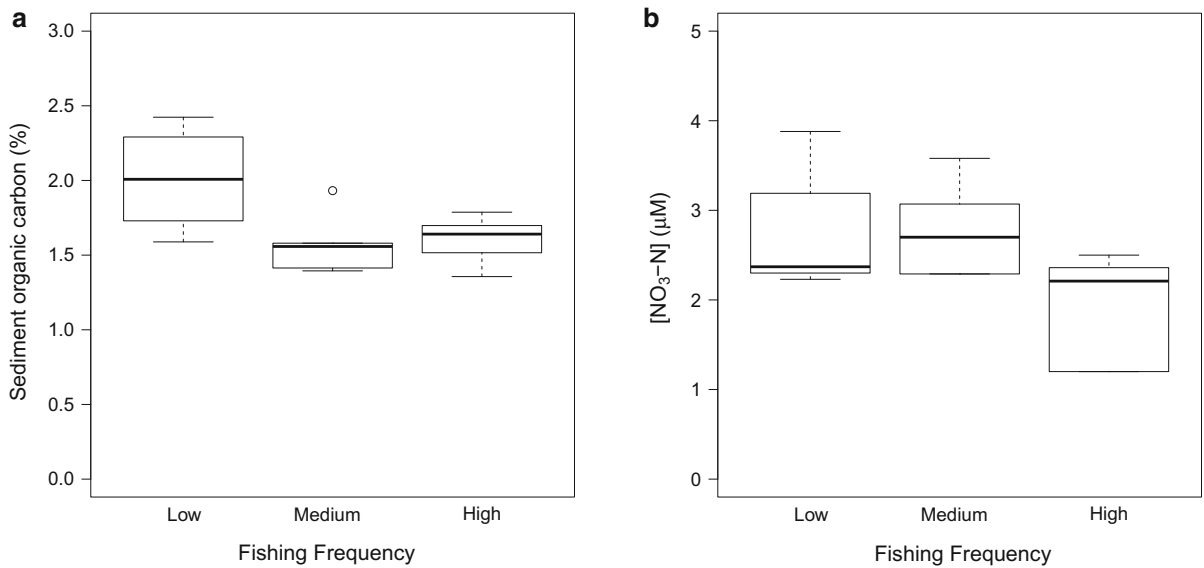 a
Sediment organic carbon (%)
3.0
2.5
2.0
1.5
1.0
0.5
0.0
Low Medium High
Fishing Frequency
b
[NO₃−N] (µM)
5
4
3
2
1
0
Low Medium High
Fishing Frequency